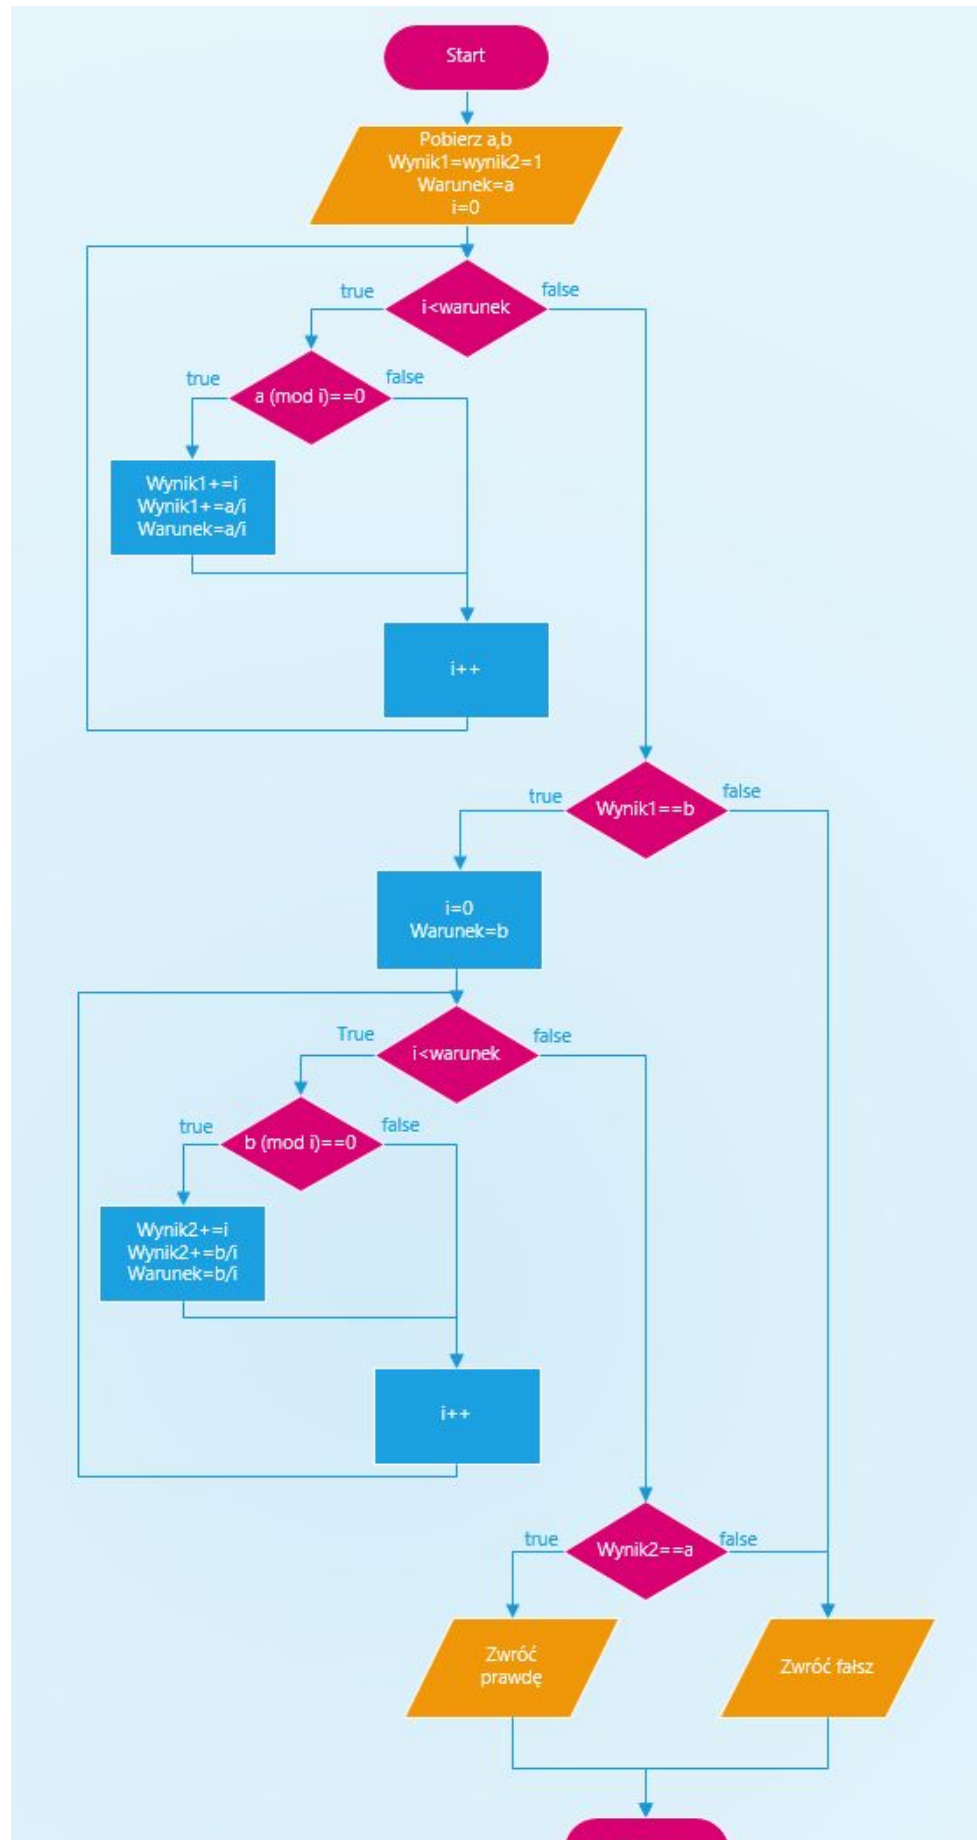 Start
Pobierz a,b
Wynik1=wynik2=1
Warunek=a
i=0
true
i<warunek
false
true
a (mod i)==0
false
Wynik1+=i
Wynik1+=a/i
Warunek=a/i
i++
true
Wynik1==b
false
i=0
Warunek=b
True
i<warunek
false
true
b (mod i)==0
false
Wynik2+=i
Wynik2+=b/i
Warunek=b/i
i++
true
Wynik2==a
false
Zwróć
prawdę
Zwróć fałsz